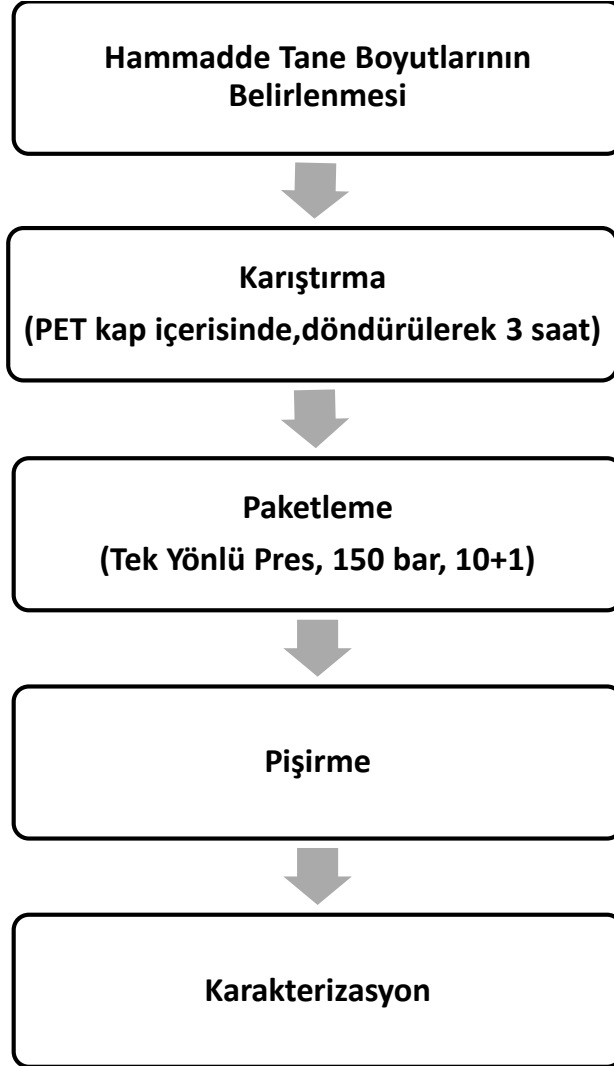 Hammadde Tane Boyutlarının
Belirlenmesi
Karıştırma
(PET kap içerisinde,döndürülerek 3 saat)
Paketleme
(Tek Yönlü Pres, 150 bar, 10+1)
Pişirme
Karakterizasyon